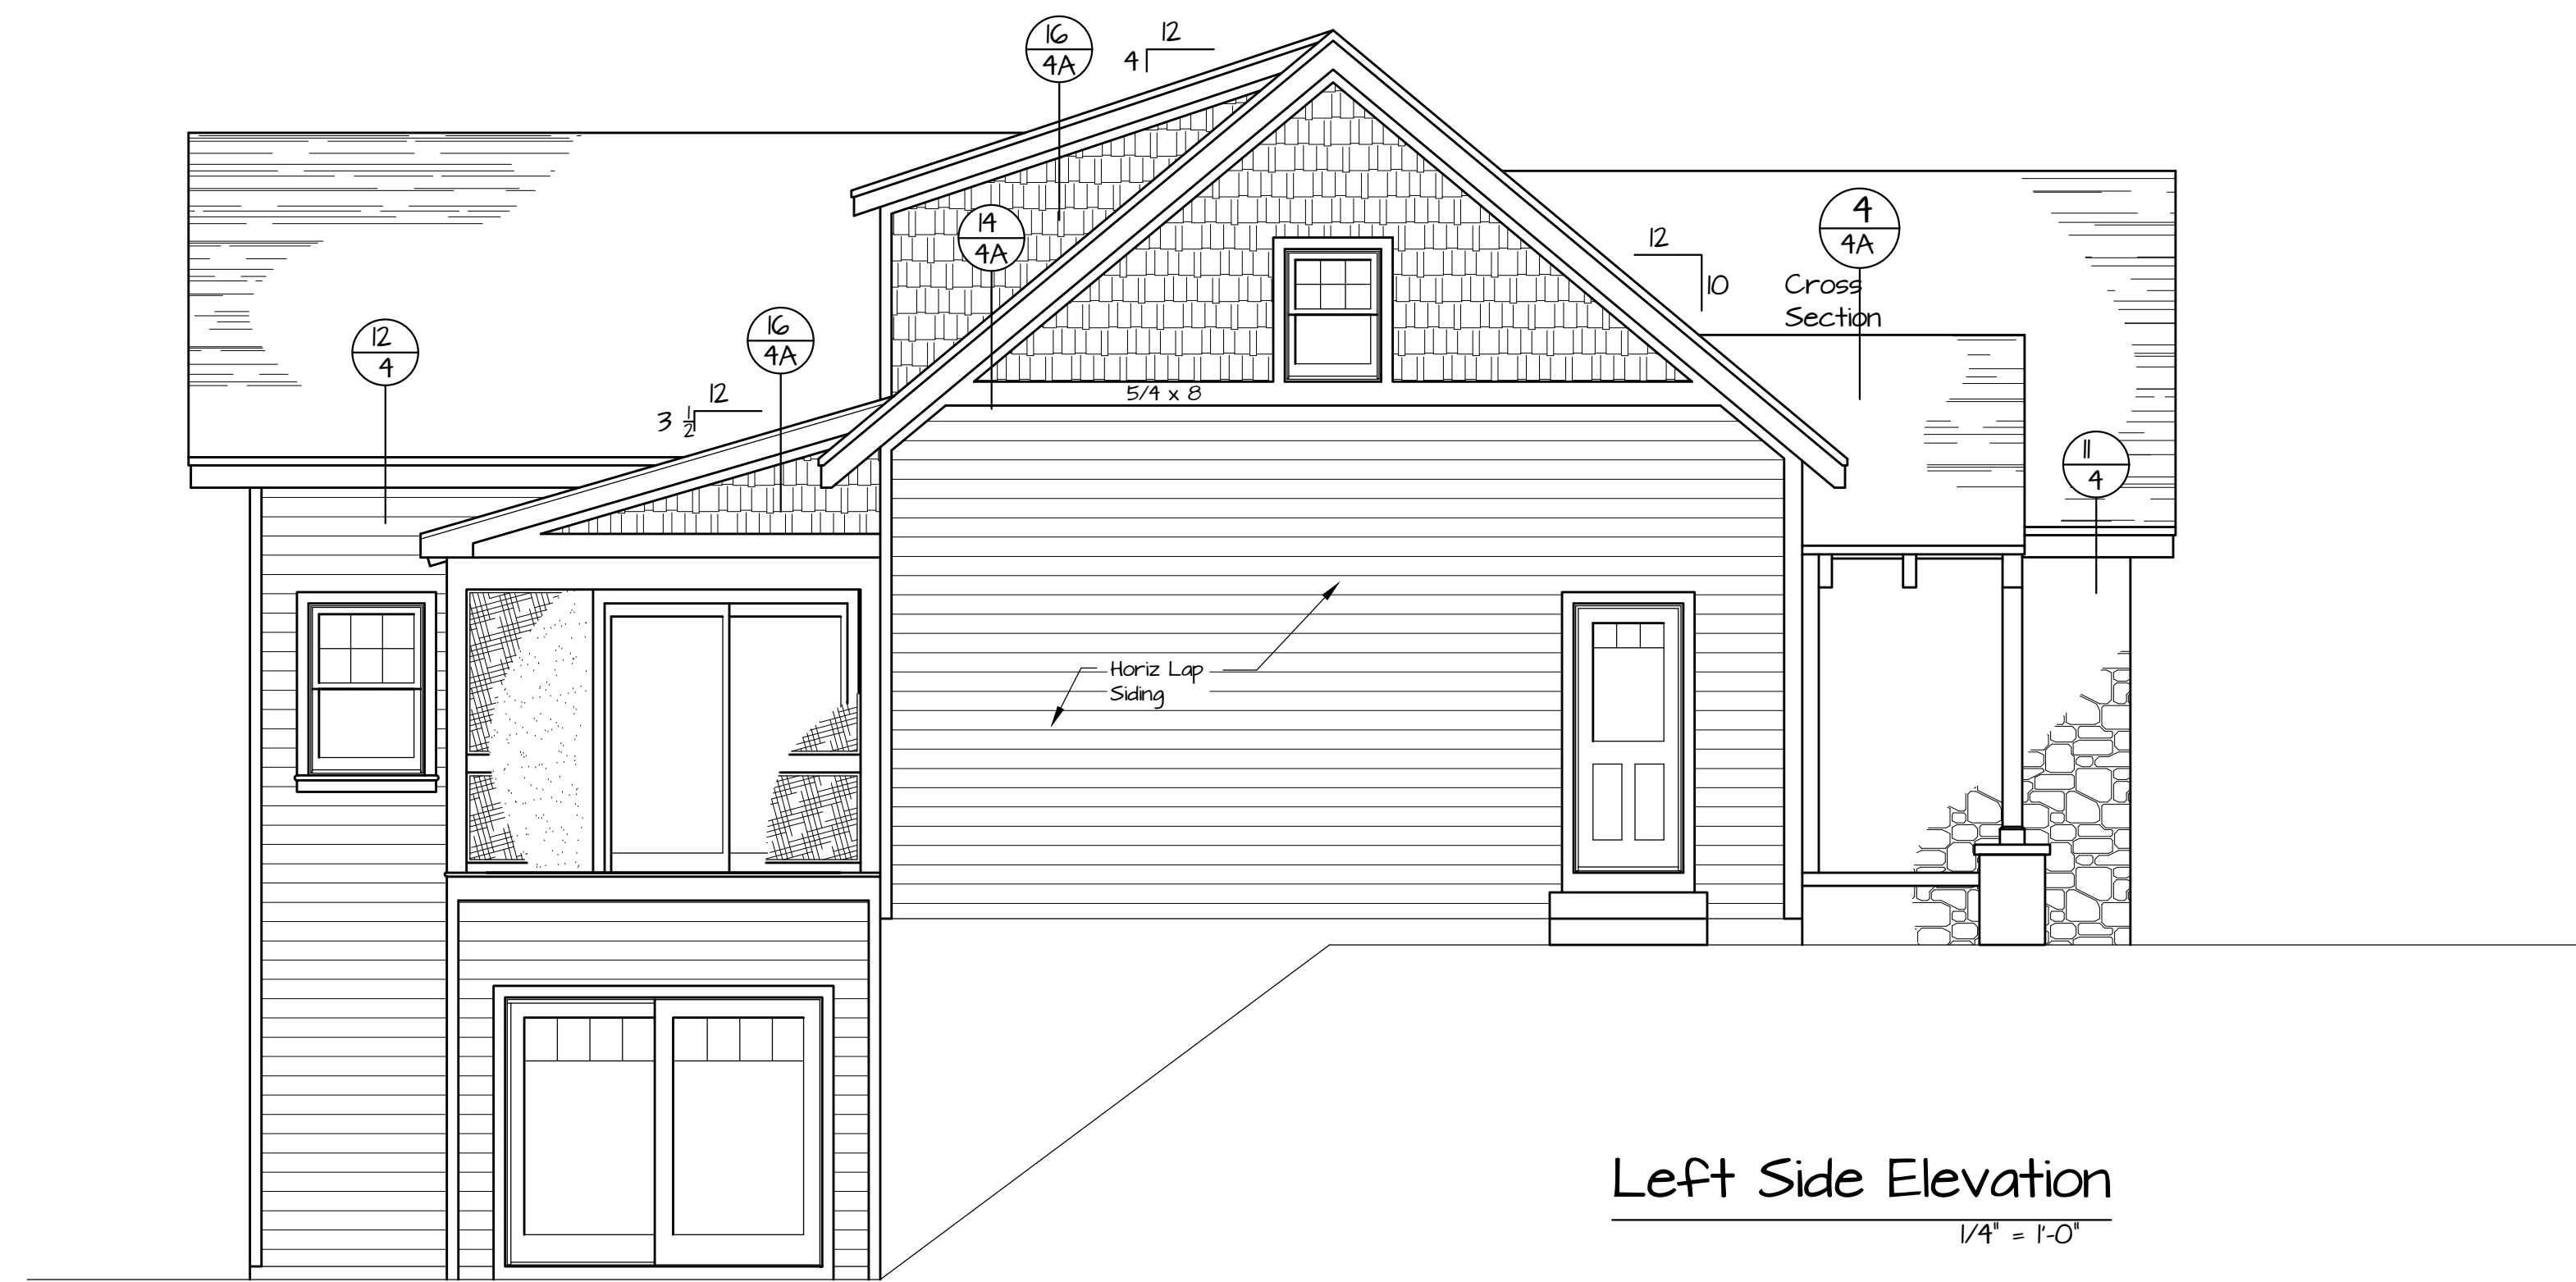 16
4A
12
4
14
4A
12
10
4
4A
Cross
Section
12
4
16
4A
12
3 1/2
5/4 x 8
11
4
Horiz Lap
Siding
Left Side Elevation
1/4" = 1'-0"